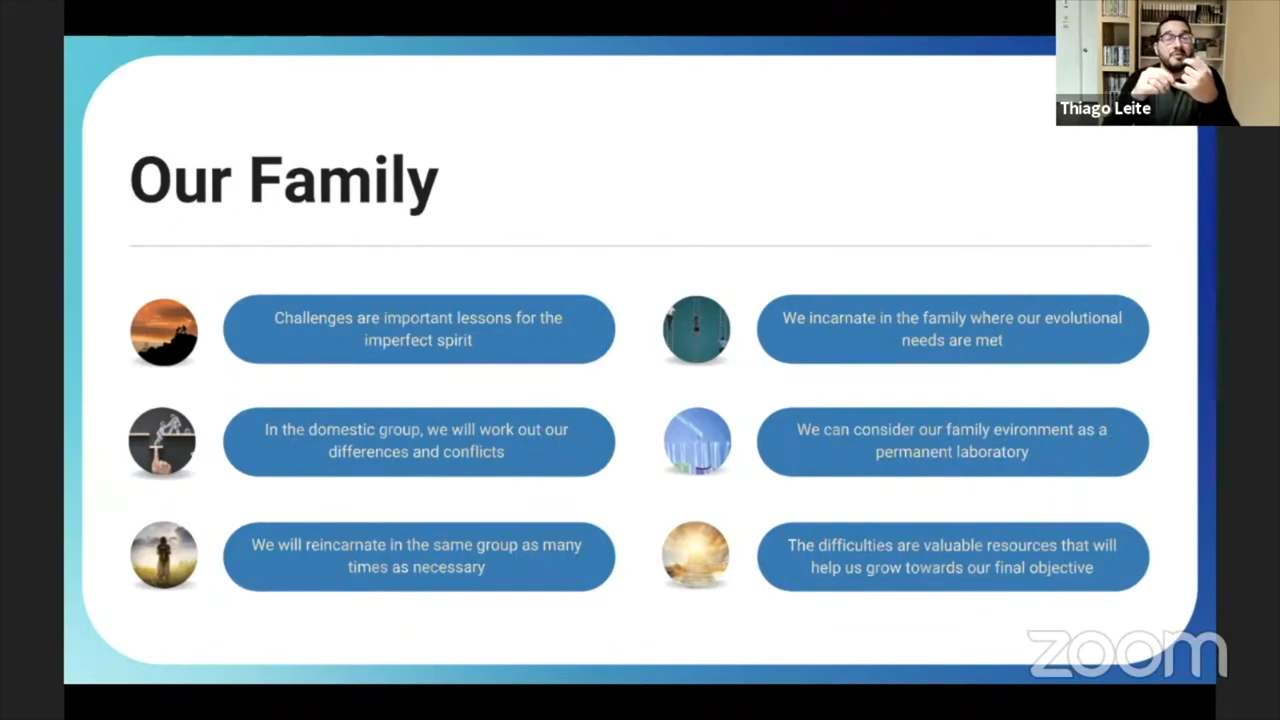 Thiago Leite
Our Family
Challenges are important lessons for the
imperfect spirit
We incarnate in the family where our evolutional
needs are met
In the domestic group, we will work out our
differences and conflicts
We can consider our family evironment as a
permanent laboratory
We will reincarnate in the same group as many
times as necessary
The difficulties are valuable resources that will
help us grow towards our final objective
zoom